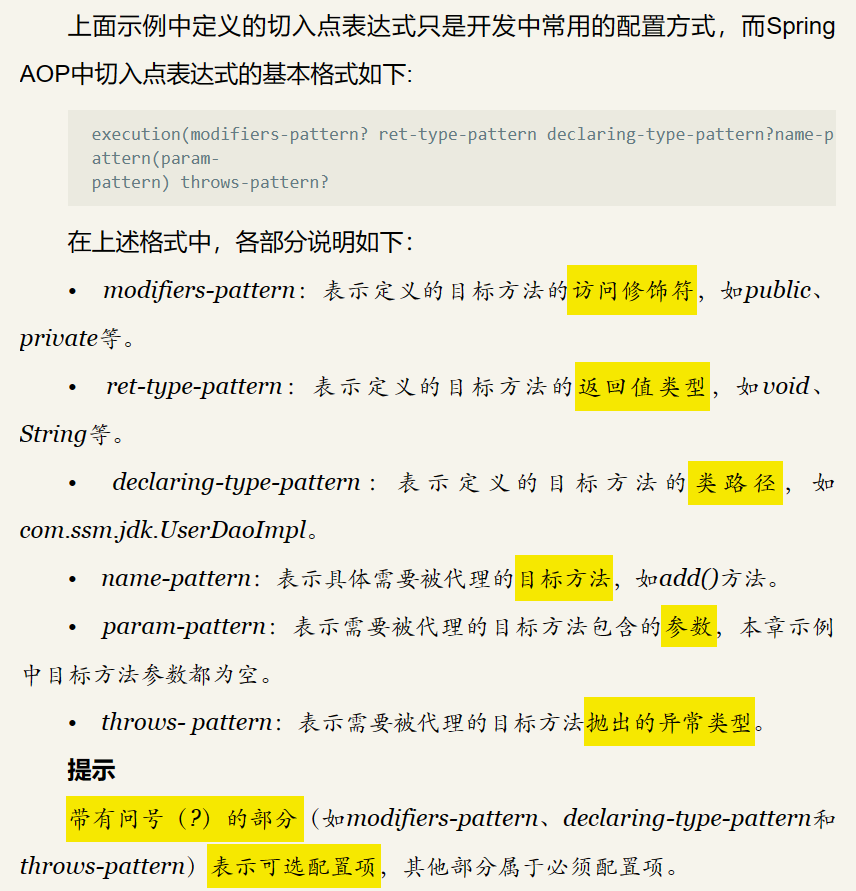 上面示例中定义的切入点表达式只是开发中常用的配置方式，而Spring
AOP中切入点表达式的基本格式如下:
execution(modifiers-pattern? ret-type-pattern declaring-type-pattern?name-p
attern(param-
pattern) throws-pattern?
在上述格式中，各部分说明如下：
• modifiers-pattern：表示定义的目标方法的访问修饰符，如public、
private等。
• ret-type-pattern：表示定义的目标方法的返回值类型，如void、
String等。
• declaring-type-pattern：表示定义的目标方法的类路径，如
com.ssm.jdk.UserDaoImpl。
• name-pattern：表示具体需要被代理的目标方法，如add()方法。
• param-pattern：表示需要被代理的目标方法包含的参数，本章示例
中目标方法参数都为空。
• throws- pattern：表示需要被代理的目标方法抛出的异常类型。
提示
带有问号（?）的部分（如modifiers-pattern、declaring-type-pattern和
throws-pattern）表示可选配置项，其他部分属于必须配置项。